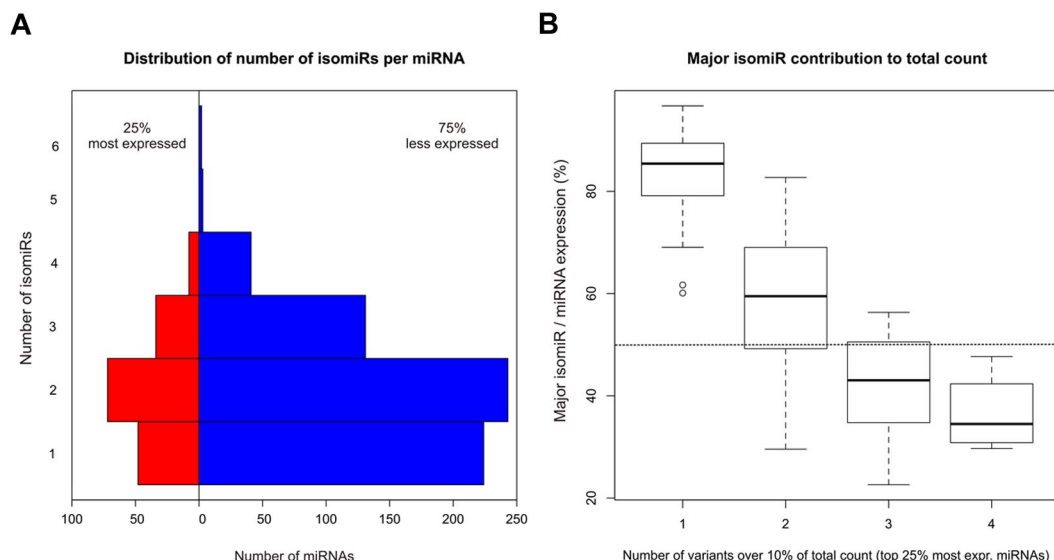 A
Distribution of number of isomiRs per miRNA
25%
most expressed
75%
less expressed
Number of isomiRs
6
5
4
3
2
1
100 50 0 50 100 150 200 250
Number of miRNAs
B
Major isomiR contribution to total count
Major isomiR / miRNA expression (%)
80
60
40
20
1 2 3 4
Number of variants over 10% of total count (top 25% most expr. miRNAs)